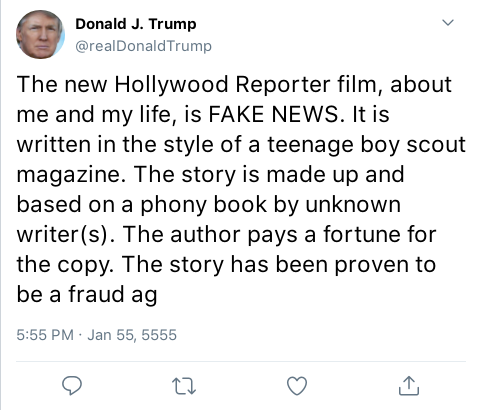 Donald J. Trump
@realDonaldTrump
The new Hollywood Reporter film, about
me and my life, is FAKE NEWS. It is
written in the style of a teenage boy scout
magazine. The story is made up and
based on a phony book by unknown
writer(s). The author pays a fortune for
the copy. The story has been proven to
be a fraud ag
5:55 PM · Jan 55, 5555